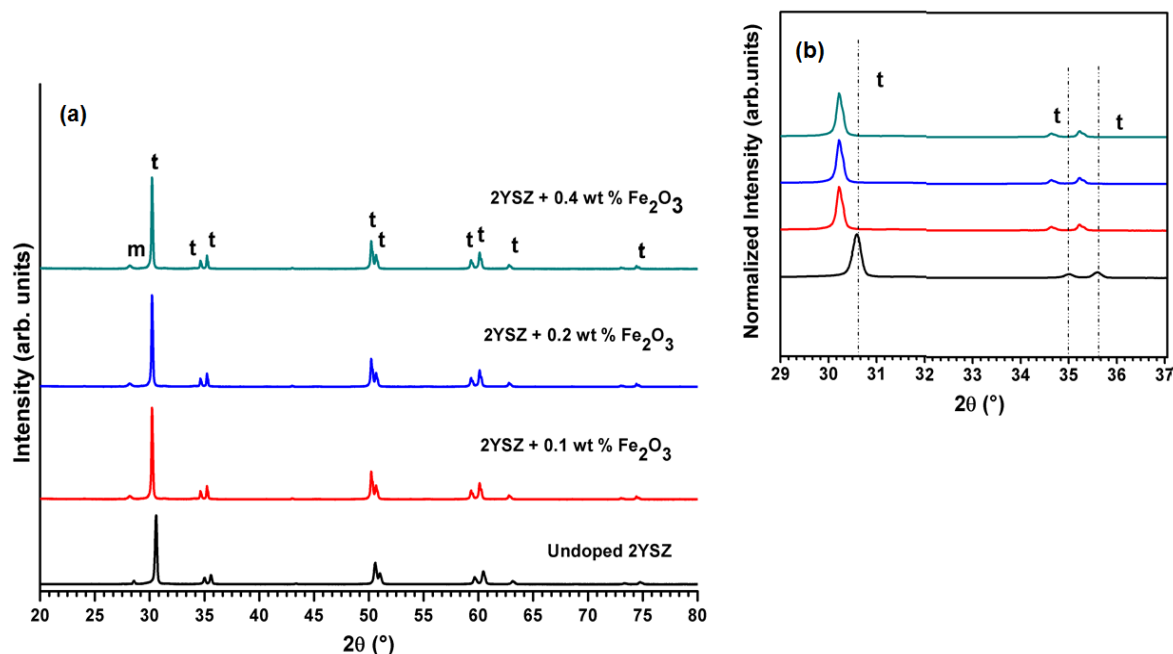 (a)
t
2YSZ + 0.4 wt % Fe2O3
m
t
t
t
t
t
t
t
t
2YSZ + 0.2 wt % Fe2O3
2YSZ + 0.1 wt % Fe2O3
Undoped 2YSZ
Intensity (arb. units)
20 25 30 35 40 45 50 55 60 65 70 75 80
2θ (°)
(b)
t
t
t
Normalized Intensity (arb.units)
29 30 31 32 33 34 35 36 37
2θ (°)